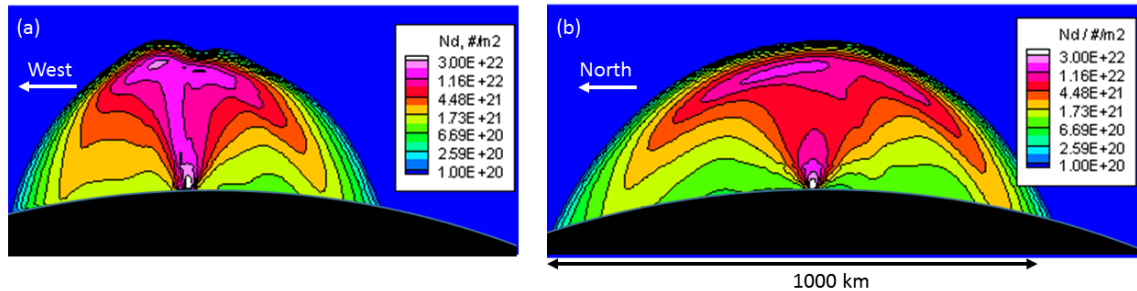 (a)
West
Nd, #/m2
3.00E +22
1.16E +22
4.48E +21
1.73E +21
6.69E +20
2.59E +20
1.00E +20
(b)
North
Nd / #/m2
3.00E +22
1.16E +22
4.48E +21
1.73E +21
6.69E +20
2.59E +20
1.00E +20
1000 km